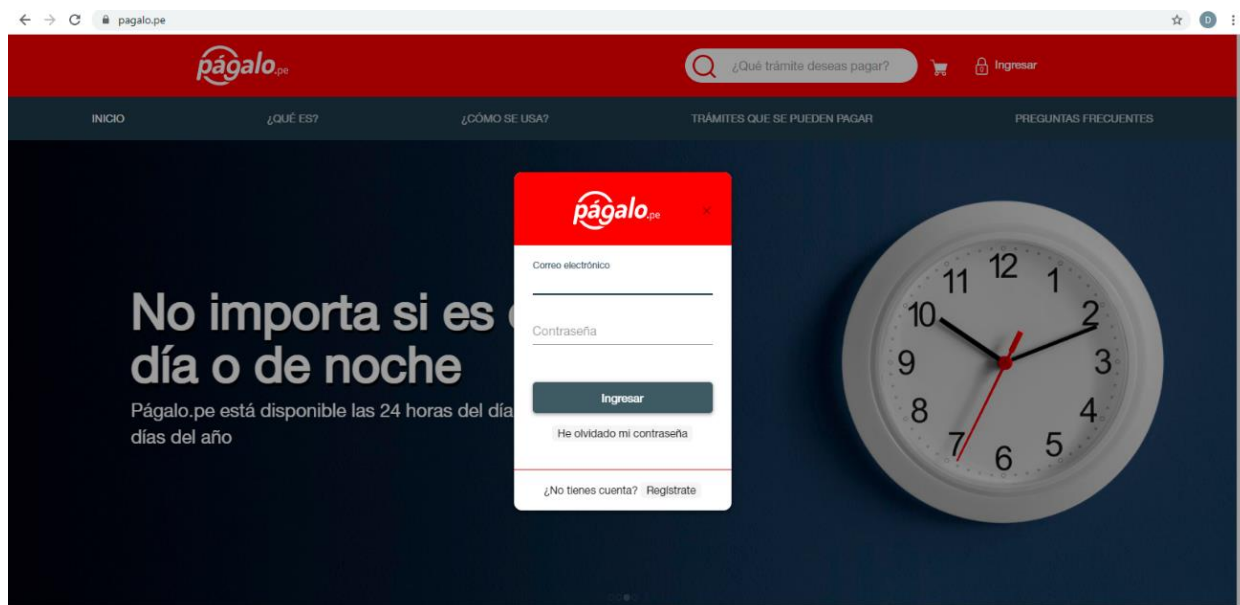 pagalo.pe
D
págalo.pe
¿Qué trámite deseas pagar?
Ingresar
INICIO
¿QUÉ ES?
¿CÓMO SE USA?
TRÁMITES QUE SE PUEDEN PAGAR
PREGUNTAS FRECUENTES
No importa si es
día o de noche
Págalo.pe está disponible las 24 horas del día
días del año
págalo.pe
×
Correo electrónico
Contraseña
Ingresar
He olvidado mi contraseña
¿No tienes cuenta? Regístrate
12
1
2
3
4
5
6
7
8
9
10
11